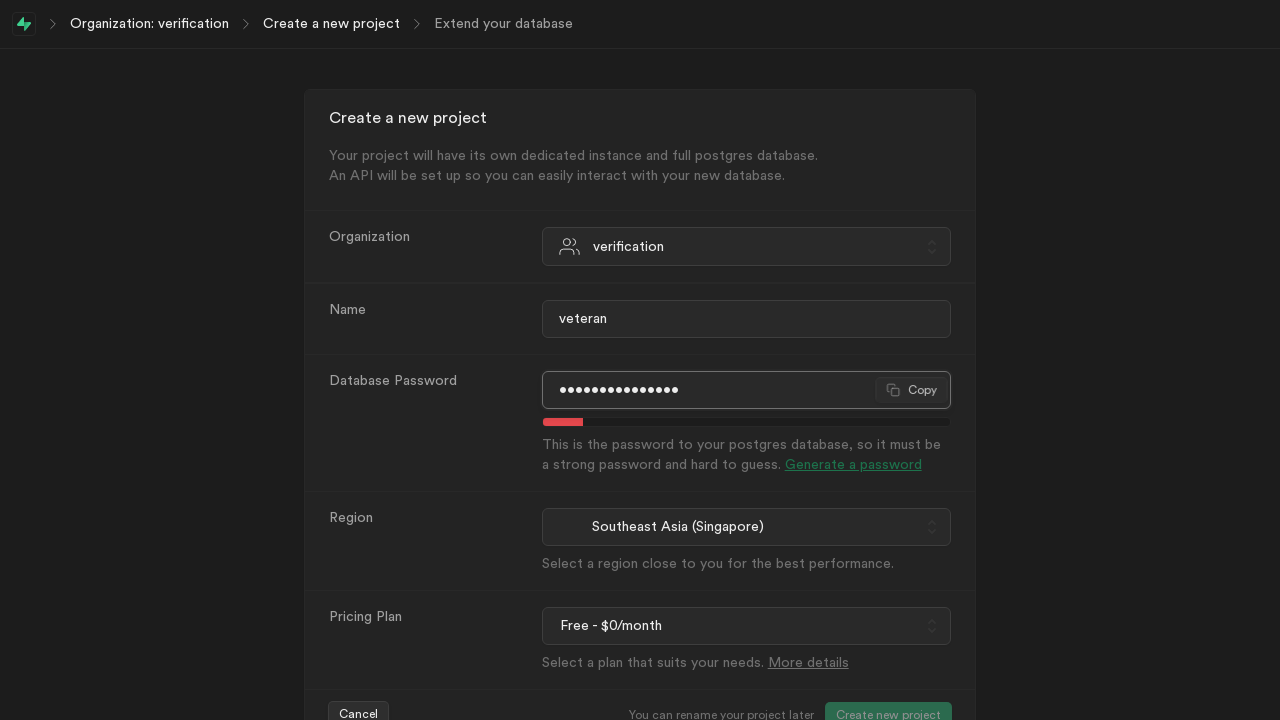 Organization: verification
Create a new project
Extend your database
Create a new project
Your project will have its own dedicated instance and full postgres database.
An API will be set up so you can easily interact with your new database.
Organization
verification
Name
veteran
Database Password
•••••••••••••••
Copy
This is the password to your postgres database, so it must be
a strong password and hard to guess. Generate a password
Region
Southeast Asia (Singapore)
Select a region close to you for the best performance.
Pricing Plan
Free - $0/month
Select a plan that suits your needs. More details
Cancel
You can rename your project later
Create new project